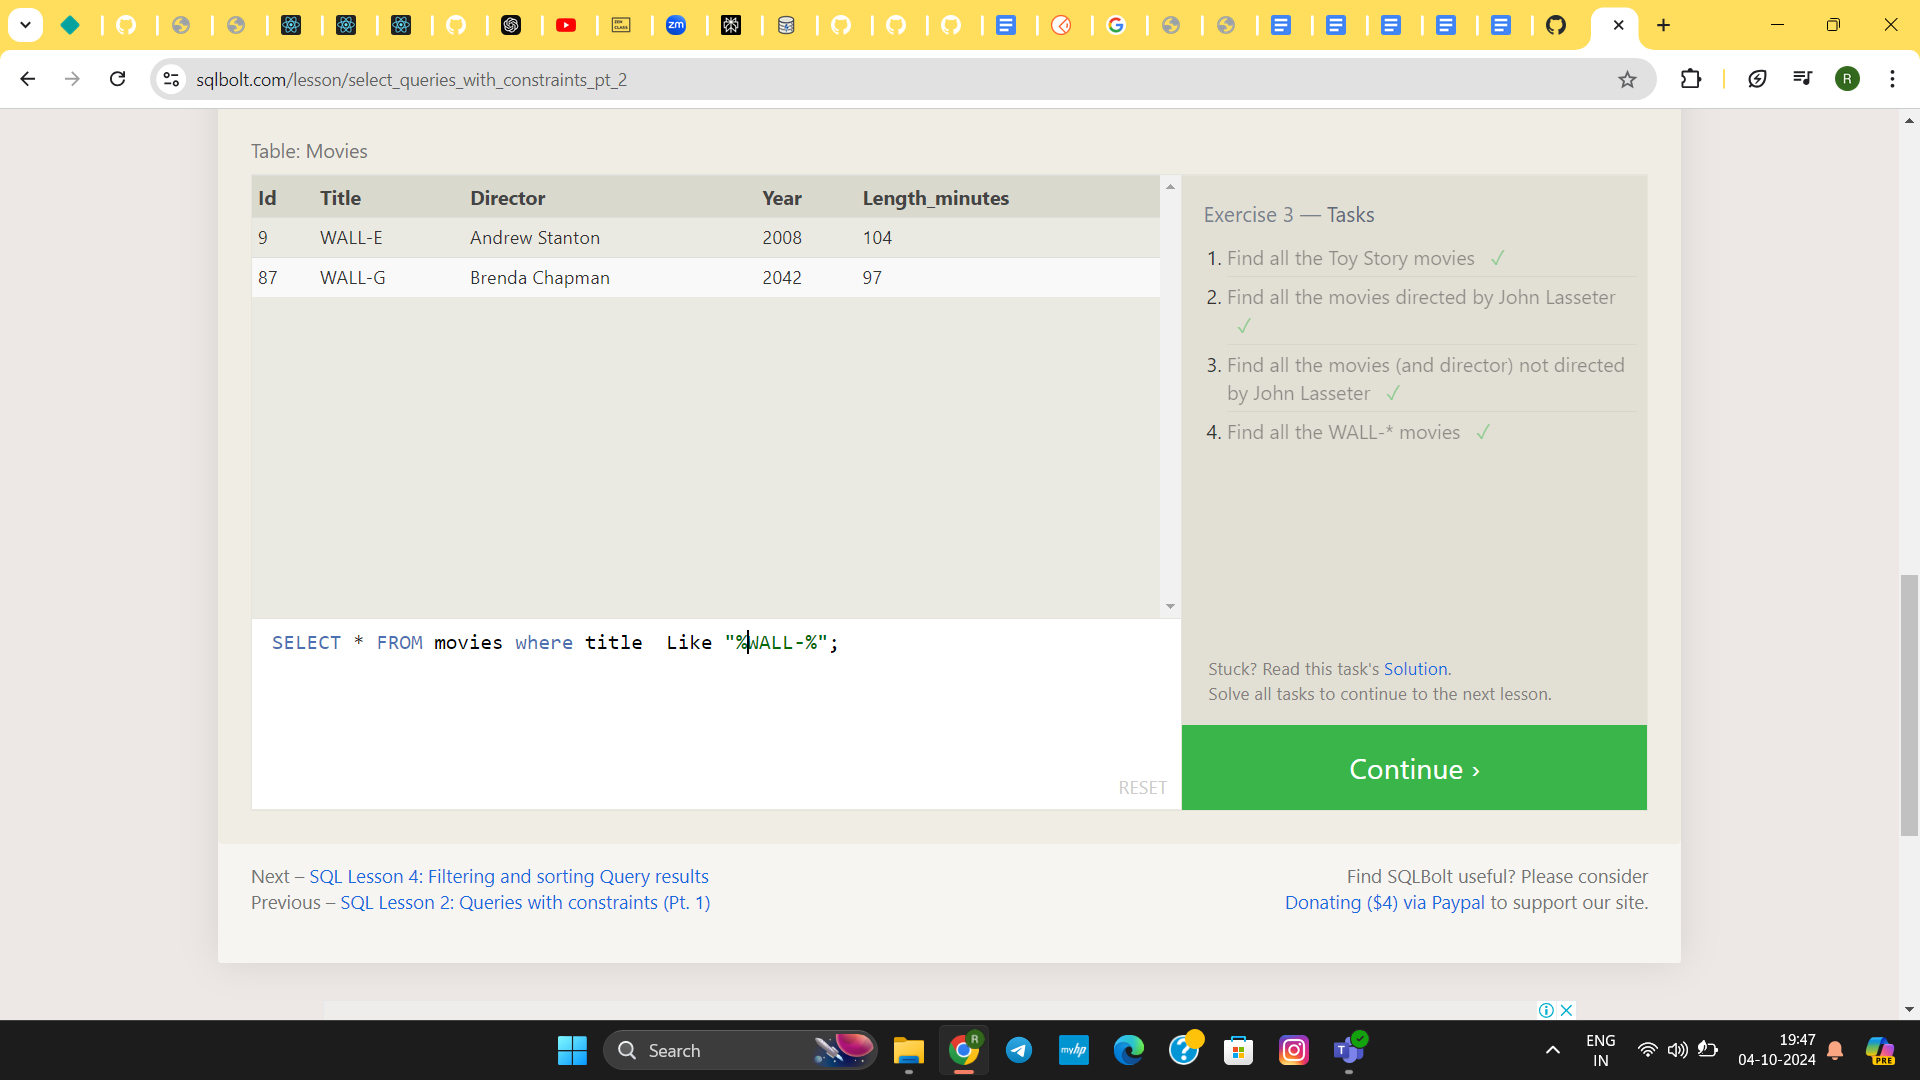 sqlbolt.com/lesson/select_queries_with_constraints_pt_2
R
Table: Movies
Id Title Director Year Length_minutes
9 WALL-E Andrew Stanton 2008 104
87 WALL-G Brenda Chapman 2042 97
SELECT * FROM movies where title  Like "%WALL-%";
RESET
Exercise 3 — Tasks
1. Find all the Toy Story movies ✓
2. Find all the movies directed by John Lasseter
✓
3. Find all the movies (and director) not directed
by John Lasseter ✓
4. Find all the WALL-* movies ✓
Stuck? Read this task's Solution.
Solve all tasks to continue to the next lesson.
Continue ›
Next – SQL Lesson 4: Filtering and sorting Query results
Previous – SQL Lesson 2: Queries with constraints (Pt. 1)
Find SQLBolt useful? Please consider
Donating ($4) via Paypal to support our site.
Search
R
myhp
ENG
IN
19:47
04-10-2024
PRE
zm